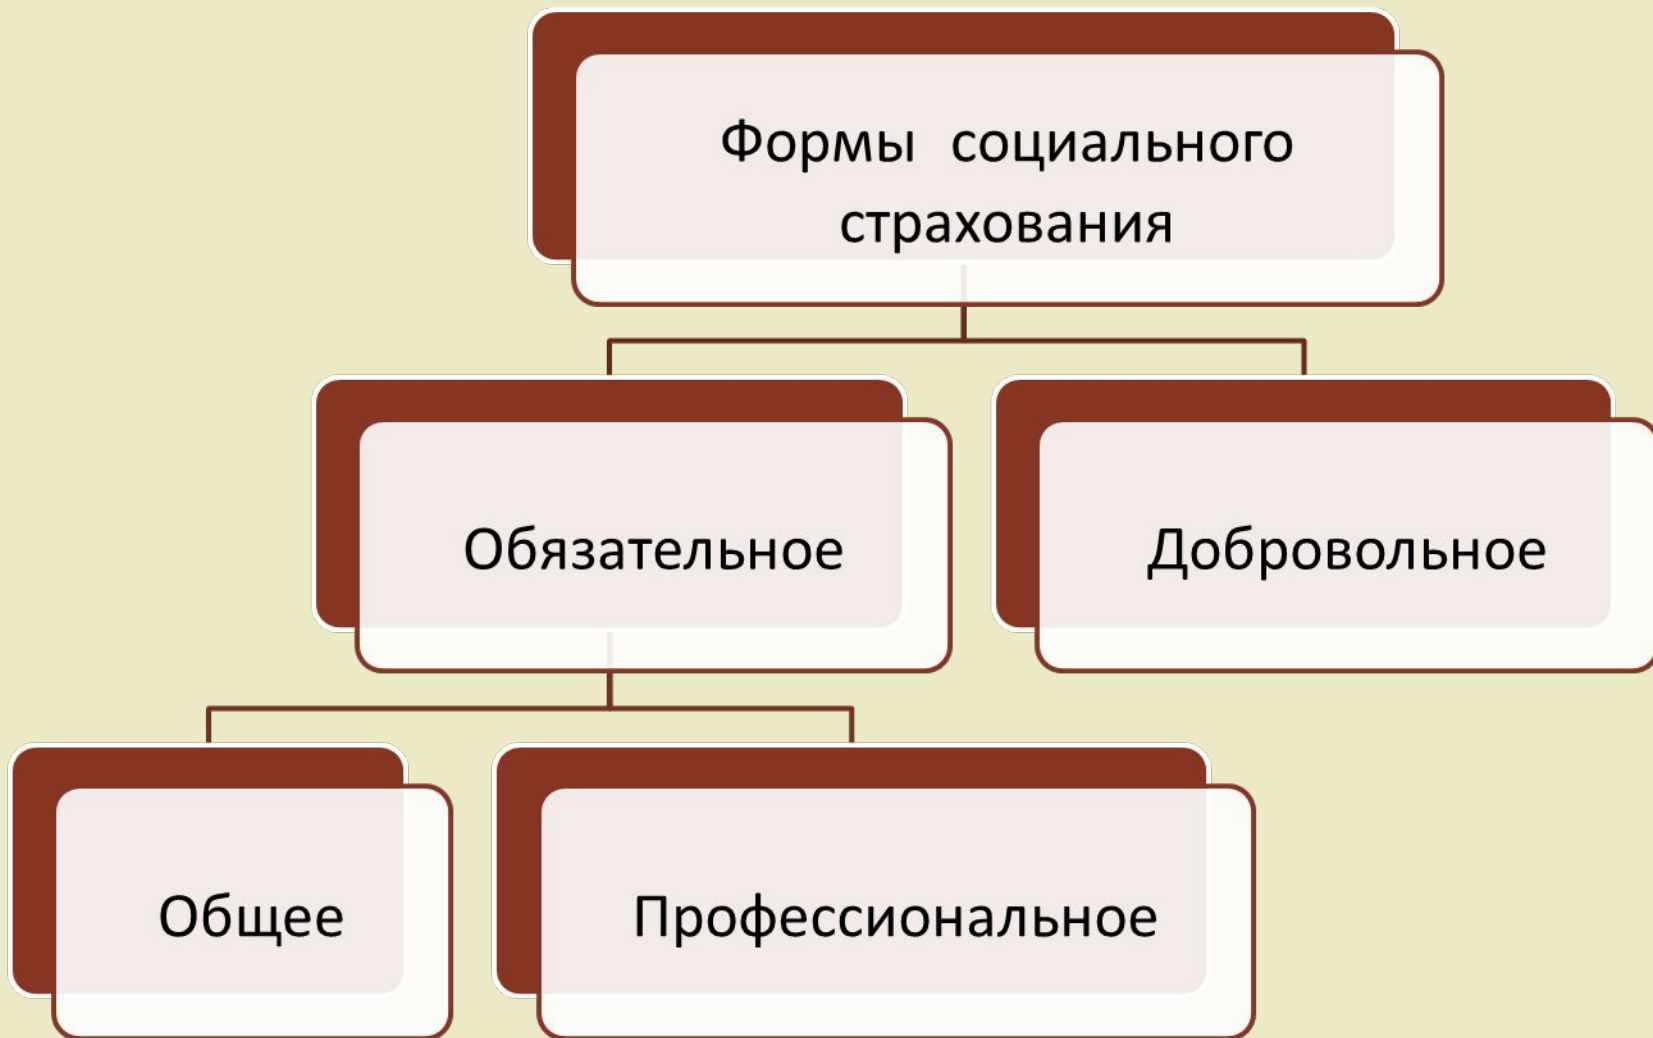 Формы социального
страхования
Обязательное
Добровольное
Общее
Профессиональное